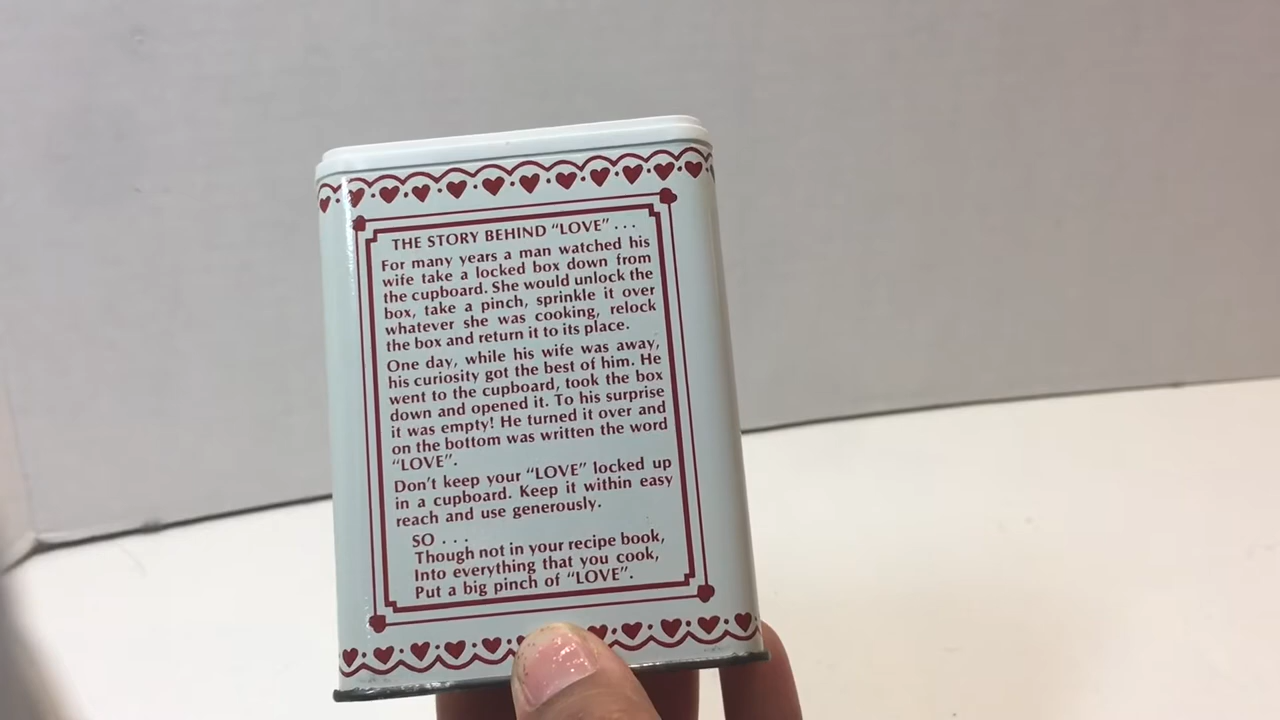 THE STORY BEHIND "LOVE" . . .
For many years a man watched his
wife take a locked box down from
the cupboard. She would unlock the
box, take a pinch, sprinkle it over
whatever she was cooking, relock
the box and return it to its place.
One day, while his wife was away,
his curiosity got the best of him. He
went to the cupboard, took the box
down and opened it. To his surprise
it was empty! He turned it over and
on the bottom was written the word
"LOVE".
Don't keep your "LOVE" locked up
in a cupboard. Keep it within easy
reach and use generously.
SO . . .
Though not in your recipe book,
Into everything that you cook,
Put a big pinch of "LOVE".